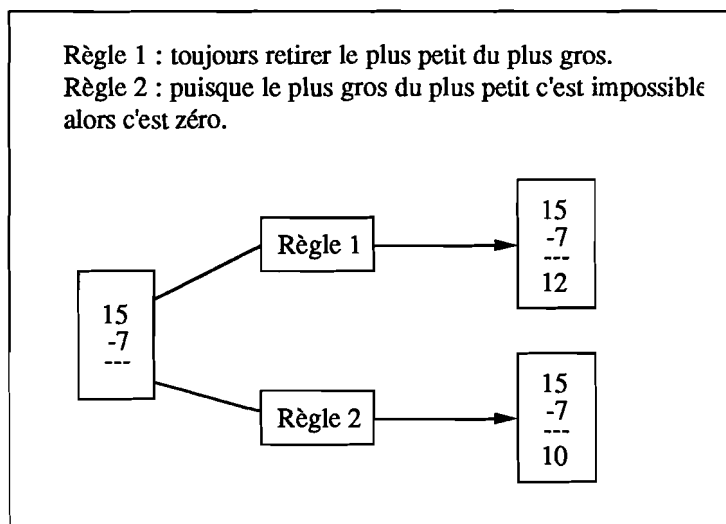 Règle 1 : toujours retirer le plus petit du plus gros.
Règle 2 : puisque le plus gros du plus petit c'est impossible
alors c'est zéro.
15
-7
---
Règle 1
15
-7
---
12
Règle 2
15
-7
---
10